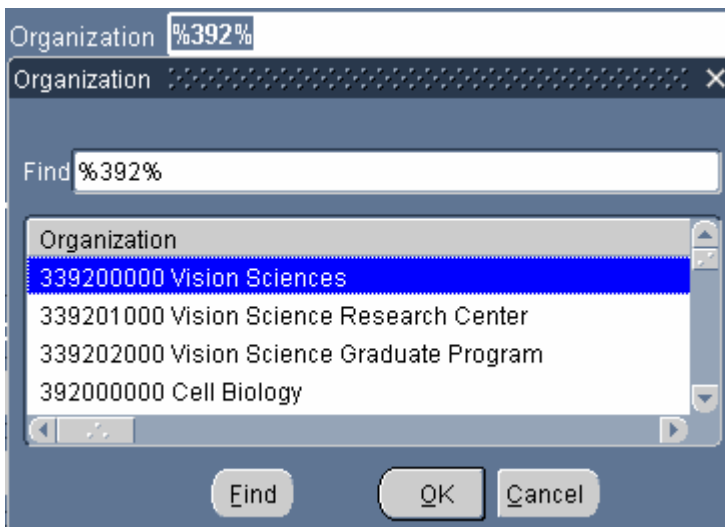 Organization %392%
Organization
Find %392%
Organization
339200000 Vision Sciences
339201000 Vision Science Research Center
339202000 Vision Science Graduate Program
392000000 Cell Biology
Find OK Cancel